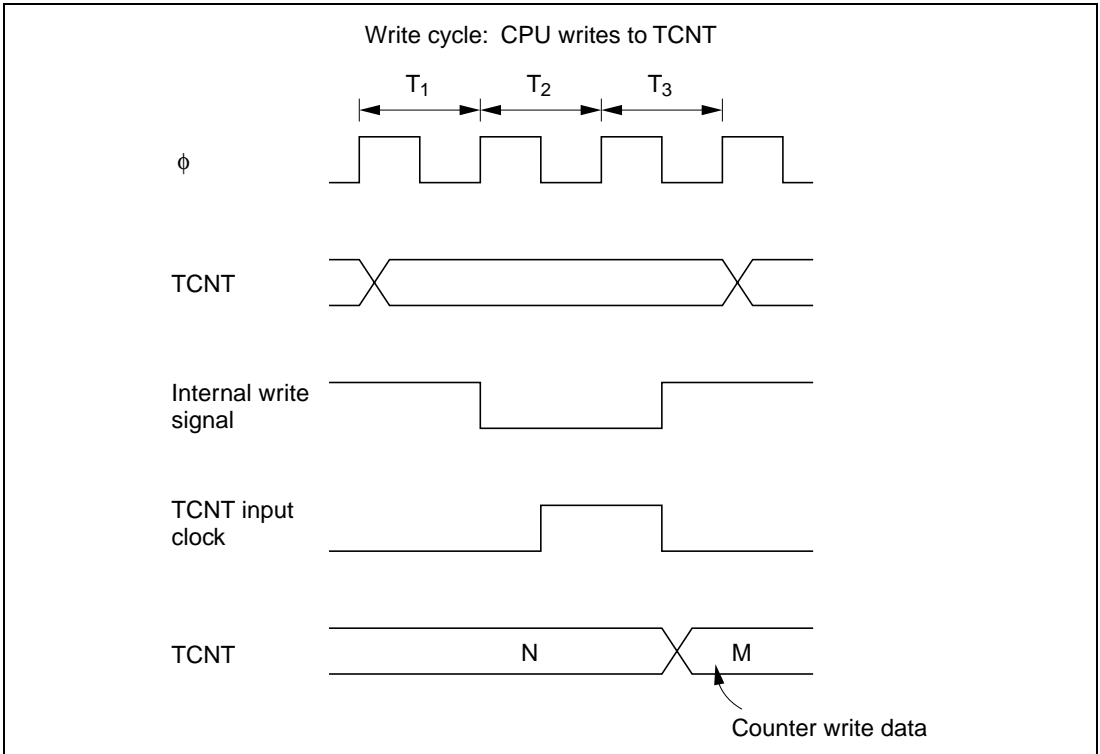 Write cycle: CPU writes to TCNT
T1 T2 T3
ϕ
TCNT
Internal write
signal
TCNT input
clock
TCNT
N M
Counter write data